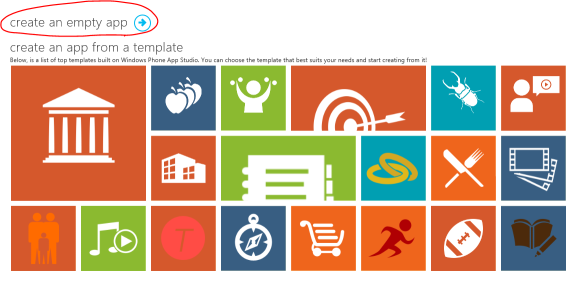 create an empty app
create an app from a template
Below, is a list of top templates built on Windows Phone App Studio. You can choose the template that best suits your needs and start creating from it!
T